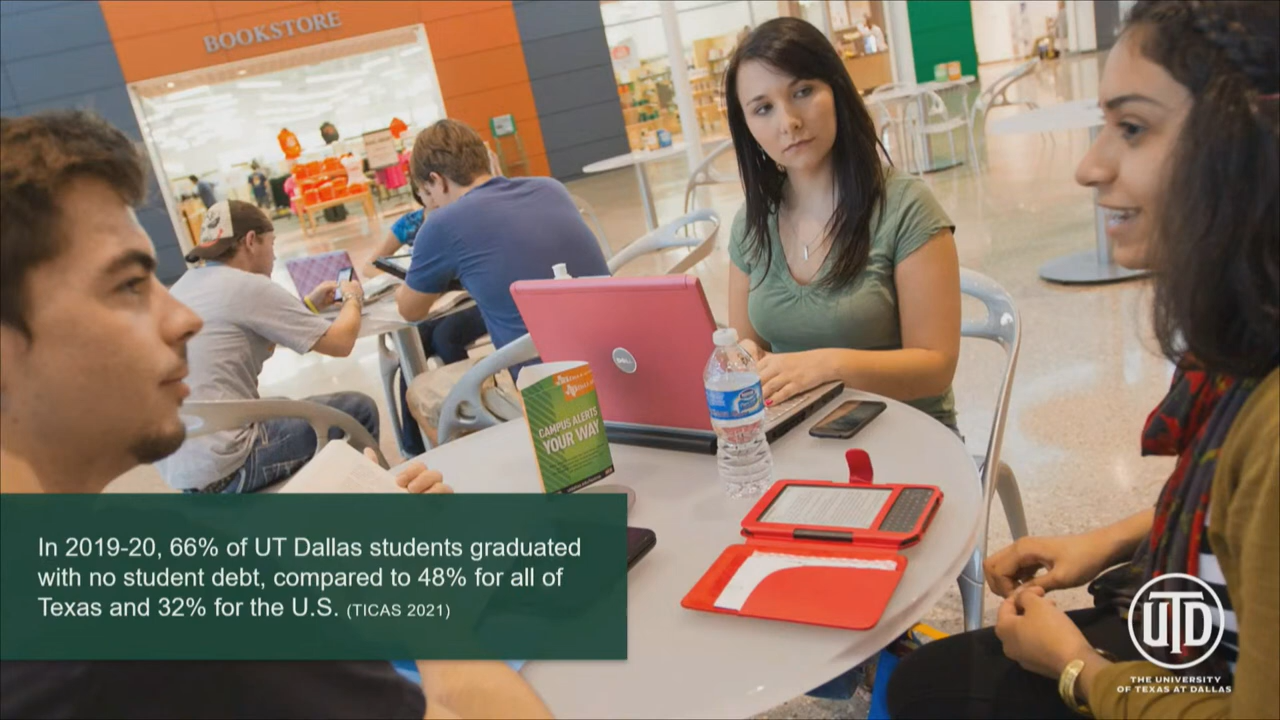 BOOKSTORE
DELL
CAMPUS ALERTS
YOUR WAY
In 2019-20, 66% of UT Dallas students graduated
with no student debt, compared to 48% for all of
Texas and 32% for the U.S. (TICAS 2021)
UTD
THE UNIVERSITY
OF TEXAS AT DALLAS